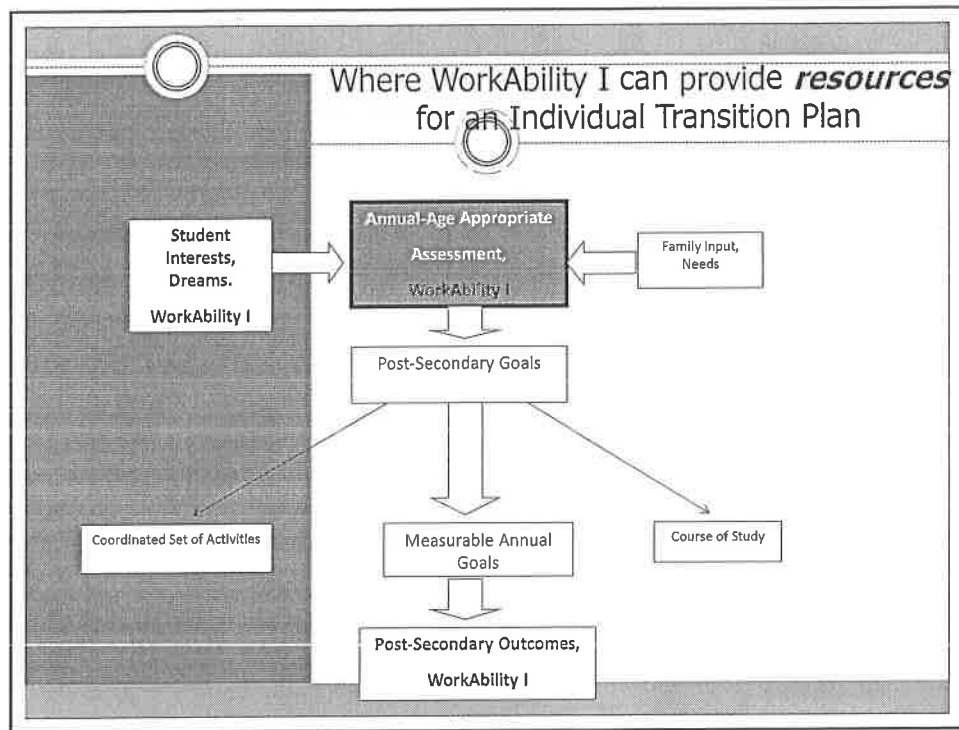 Where WorkAbility I can provide resources
for an Individual Transition Plan
Student
Interests,
Dreams.
WorkAbility I
Annual-Age Appropriate
Assessment,
WorkAbility I
Family Input,
Needs
Post-Secondary Goals
Coordinated Set of Activities
Measurable Annual
Goals
Course of Study
Post-Secondary Outcomes,
WorkAbility I